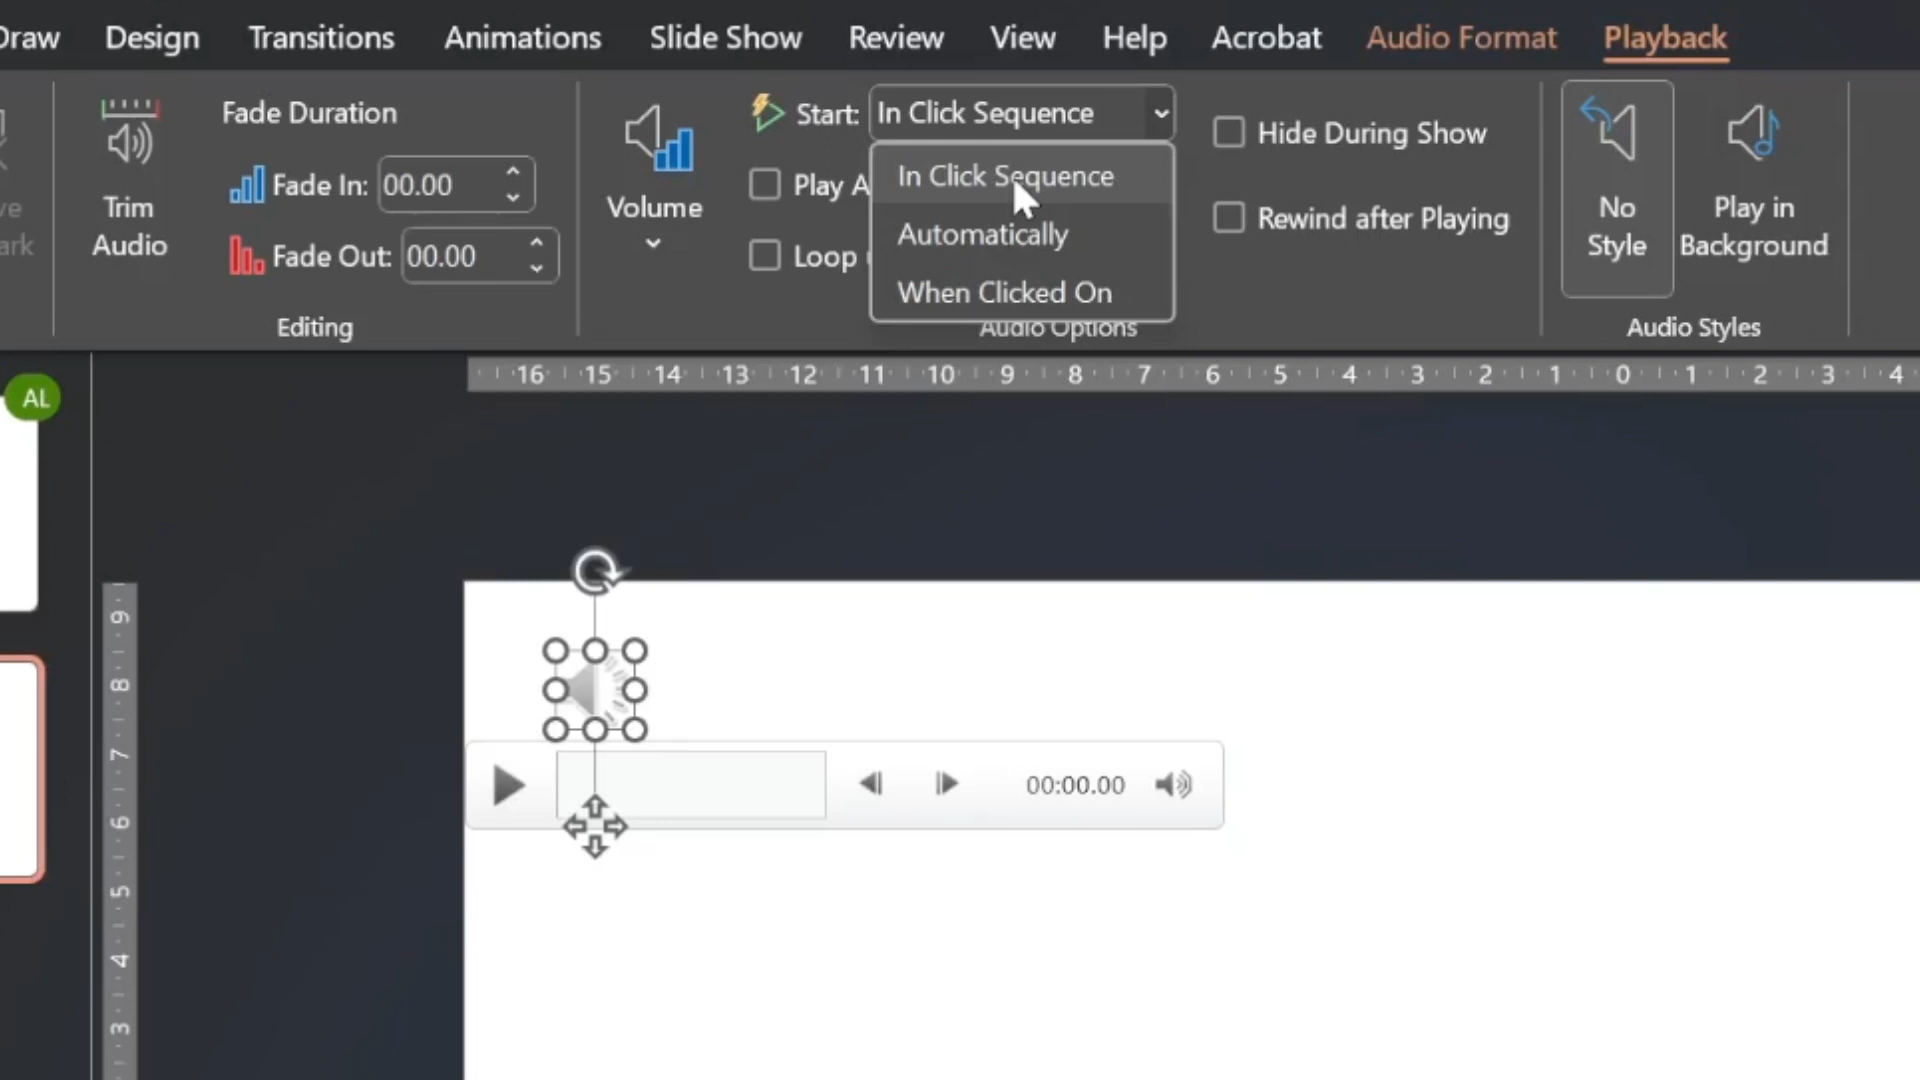 Draw Design Transitions Animations Slide Show Review View Help Acrobat Audio Format Playback
Trim
Audio
Fade Duration
Fade In: 00.00
Fade Out: 00.00
Editing
Volume
Start: In Click Sequence
In Click Sequence
Automatically
When Clicked On
Play A
Loop
Audio Options
Hide During Show
Rewind after Playing
No
Style
Play in
Background
Audio Styles
AL
16 15 14 13 12 11 10 9 8 7 6 5 4 3 2 1 0 1 2 3 4
9
8
7
6
5
4
3
00:00.00